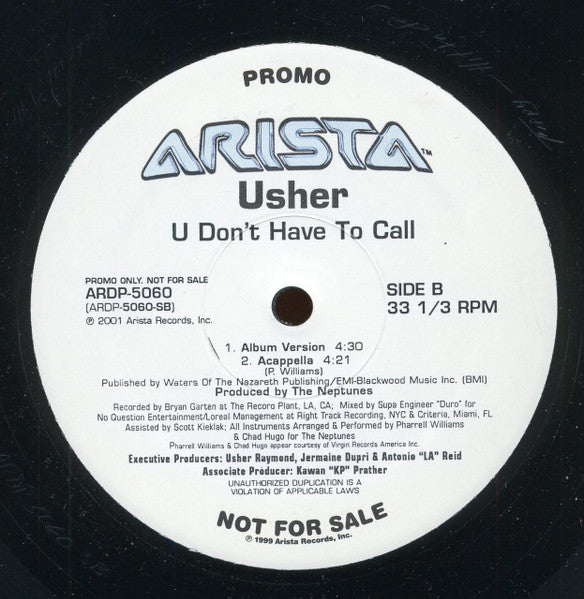 PROMO
ARISTA™
Usher
U Don't Have To Call
PROMO ONLY. NOT FOR SALE
ARDP-5060
(ARDP-5060-SB)
℗ 2001 Arista Records, Inc.
SIDE B
33 1/3 RPM
1. Album Version 4:30
2. Acappella 4:21
(P. Williams)
Published by Waters Of The Nazareth Publishing/EMI-Blackwood Music Inc. (BMI)
Produced by The Neptunes
Recorded by Bryan Garten at The Recoro Plant, LA, CA; Mixed by Supa Engineer "Duro" for
No Question Entertainment/Loreal Management at Right Track Recording, NYC & Criteria, Miami, FL
Assisted by Scott Kieklak; All Instruments Arranged & Performed by Pharrell Williams
& Chad Hugo for The Neptunes
Pharrell Williams & Chad Hugo appear courtesy of Virgin Records America Inc.
Executive Producers: Usher Raymond, Jermaine Dupri & Antonio "LA" Reid
Associate Producer: Kawan "KP" Prather
UNAUTHORIZED DUPLICATION IS A
VIOLATION OF APPLICABLE LAWS
NOT FOR SALE
℗ 1999 Arista Records, Inc.